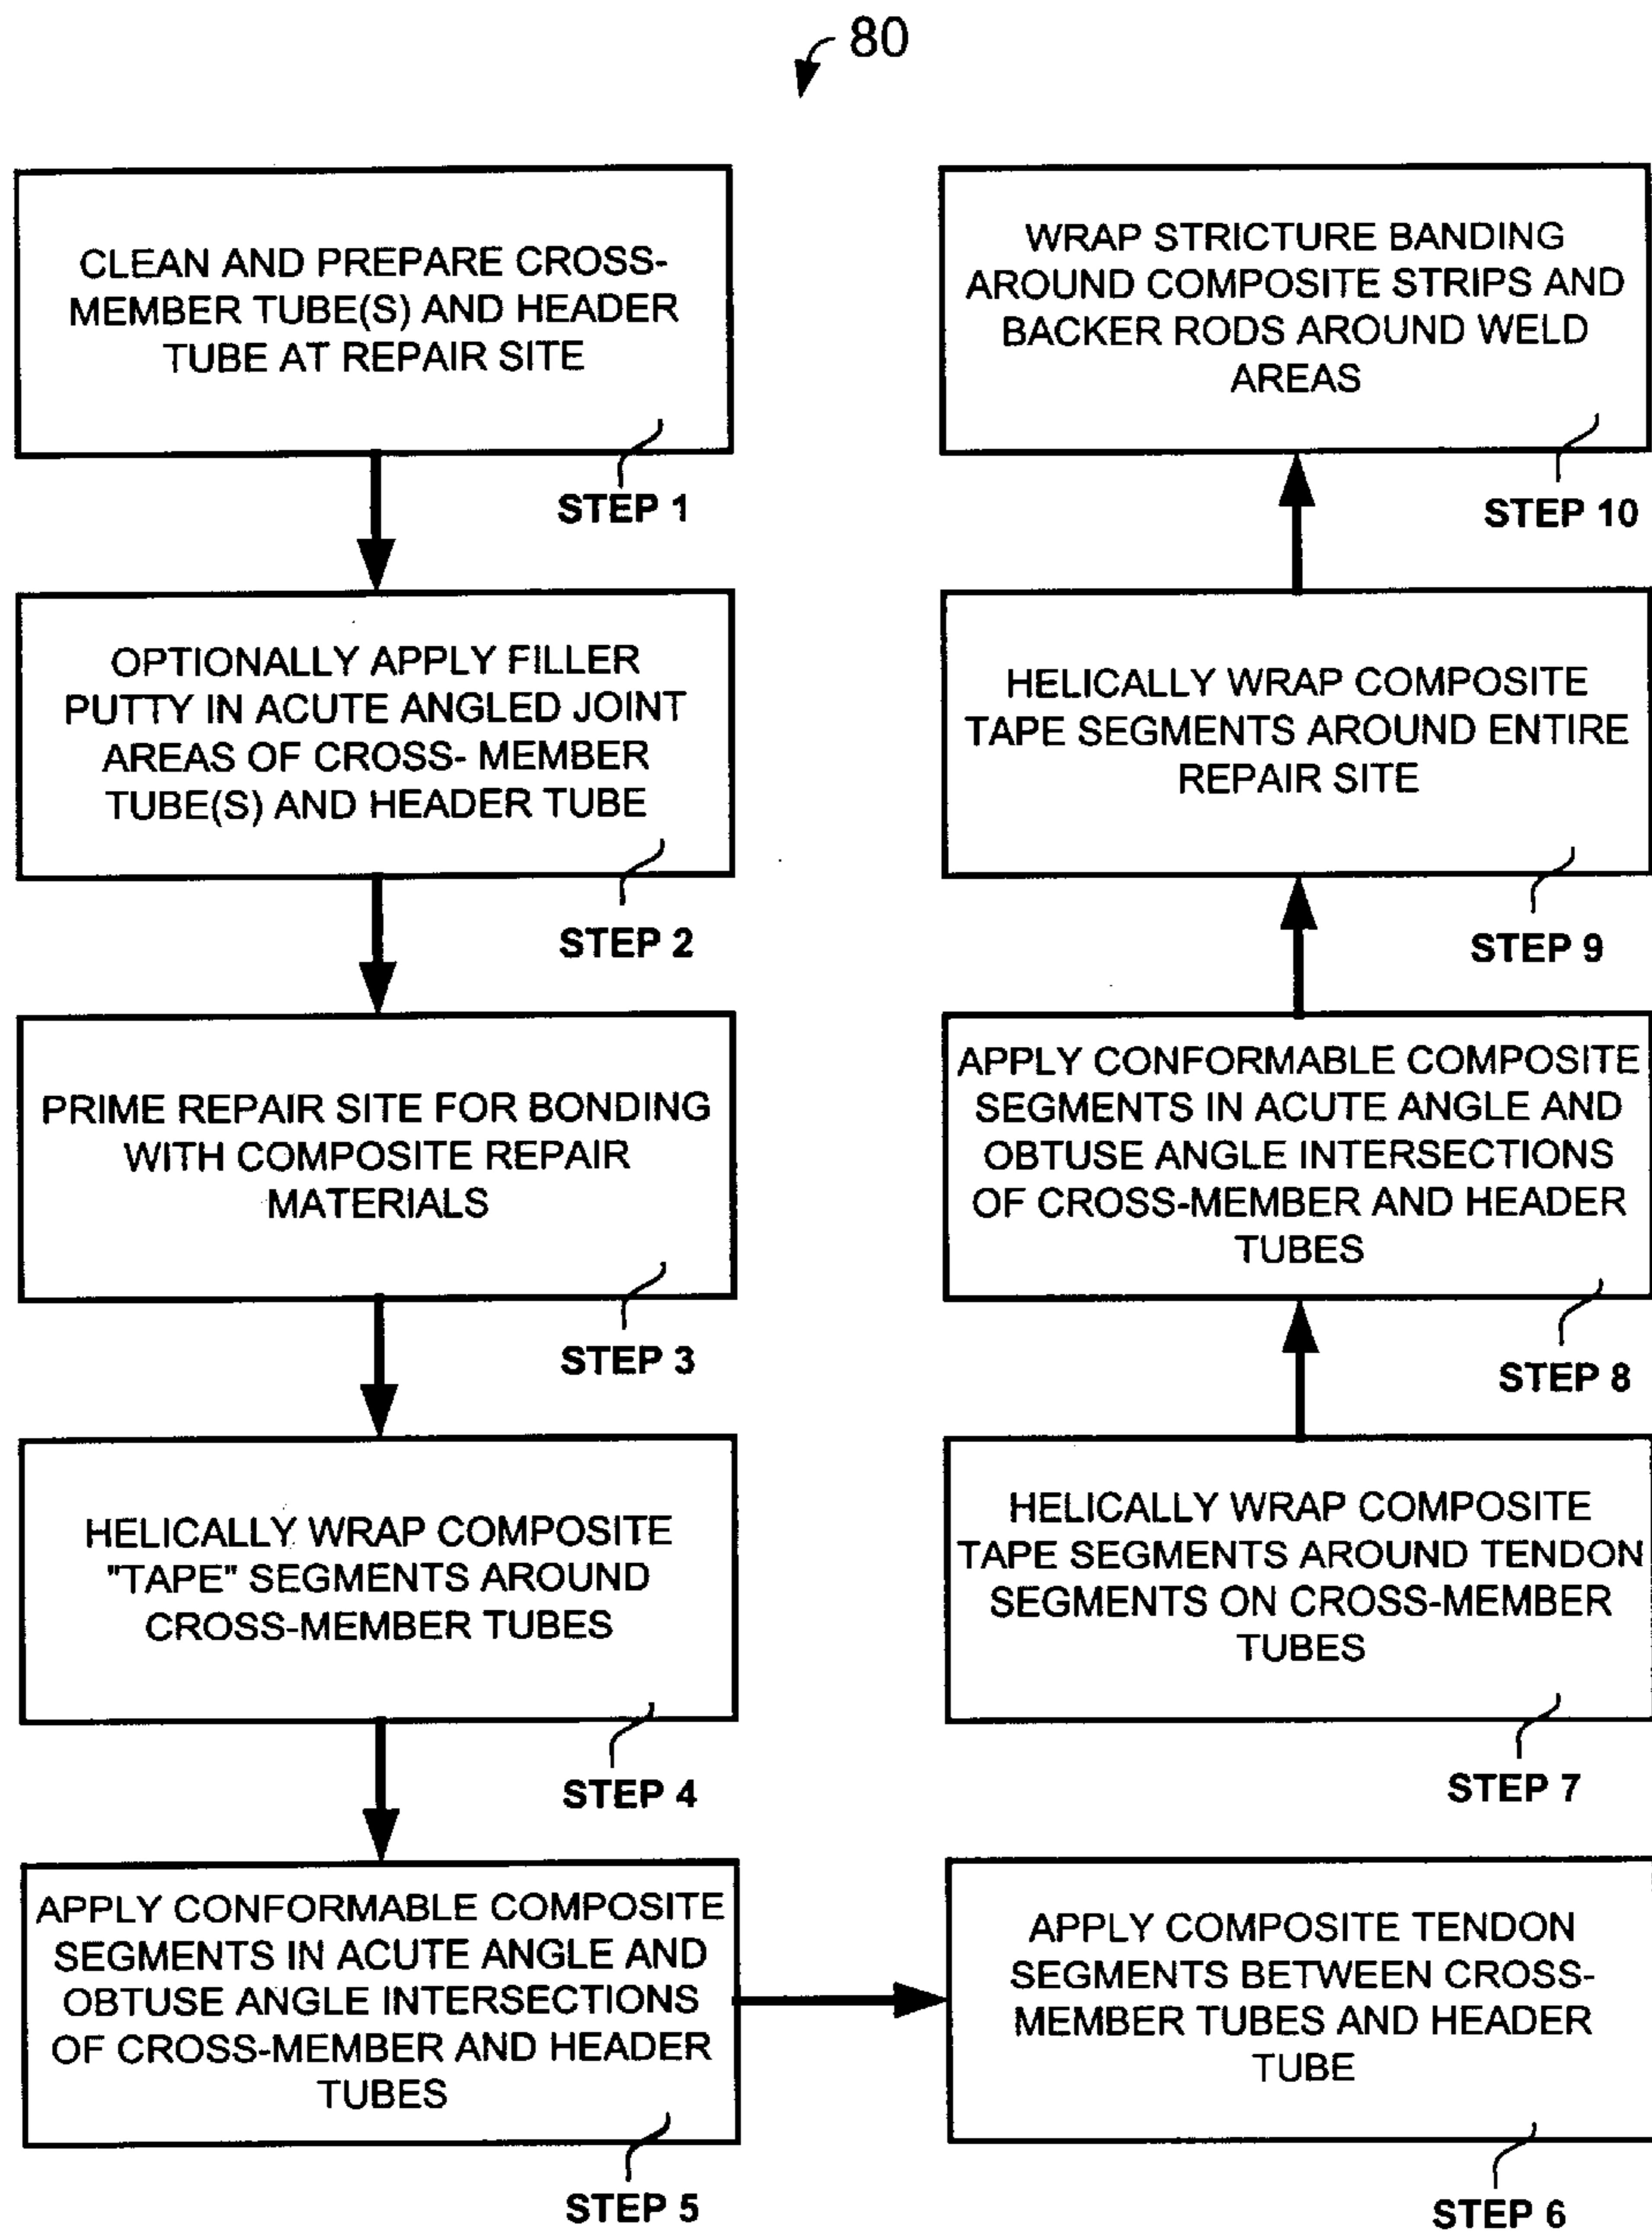 80
CLEAN AND PREPARE CROSS-
MEMBER TUBE(S) AND HEADER
TUBE AT REPAIR SITE
STEP 1
OPTIONALLY APPLY FILLER
PUTTY IN ACUTE ANGLED JOINT
AREAS OF CROSS- MEMBER
TUBE(S) AND HEADER TUBE
STEP 2
PRIME REPAIR SITE FOR BONDING
WITH COMPOSITE REPAIR
MATERIALS
STEP 3
HELICALLY WRAP COMPOSITE
"TAPE" SEGMENTS AROUND
CROSS-MEMBER TUBES
STEP 4
APPLY CONFORMABLE COMPOSITE
SEGMENTS IN ACUTE ANGLE AND
OBTUSE ANGLE INTERSECTIONS
OF CROSS-MEMBER AND HEADER
TUBES
STEP 5
APPLY COMPOSITE TENDON
SEGMENTS BETWEEN CROSS-
MEMBER TUBES AND HEADER
TUBE
STEP 6
HELICALLY WRAP COMPOSITE
TAPE SEGMENTS AROUND TENDON
SEGMENTS ON CROSS-MEMBER
TUBES
STEP 7
APPLY CONFORMABLE COMPOSITE
SEGMENTS IN ACUTE ANGLE AND
OBTUSE ANGLE INTERSECTIONS
OF CROSS-MEMBER AND HEADER
TUBES
STEP 8
HELICALLY WRAP COMPOSITE
TAPE SEGMENTS AROUND ENTIRE
REPAIR SITE
STEP 9
WRAP STRICTURE BANDING
AROUND COMPOSITE STRIPS AND
BACKER RODS AROUND WELD
AREAS
STEP 10